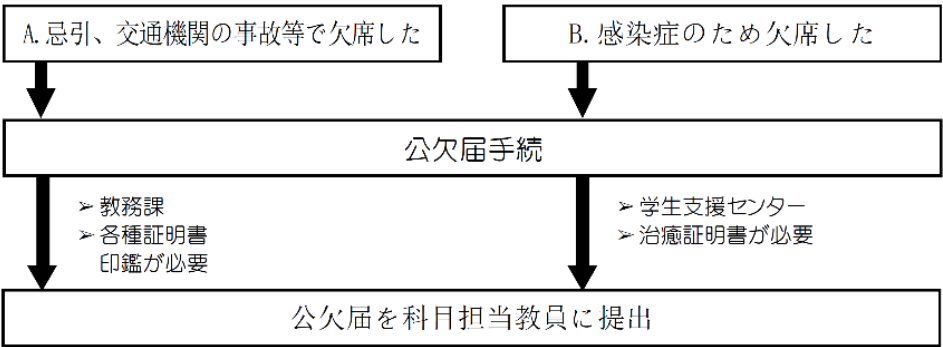 A. 忌引、交通機関の事故等で欠席した
B. 感染症のため欠席した
公欠届手続
➢ 教務課
➢ 各種証明書
印鑑が必要
➢ 学生支援センター
➢ 治癒証明書が必要
公欠届を科目担当教員に提出